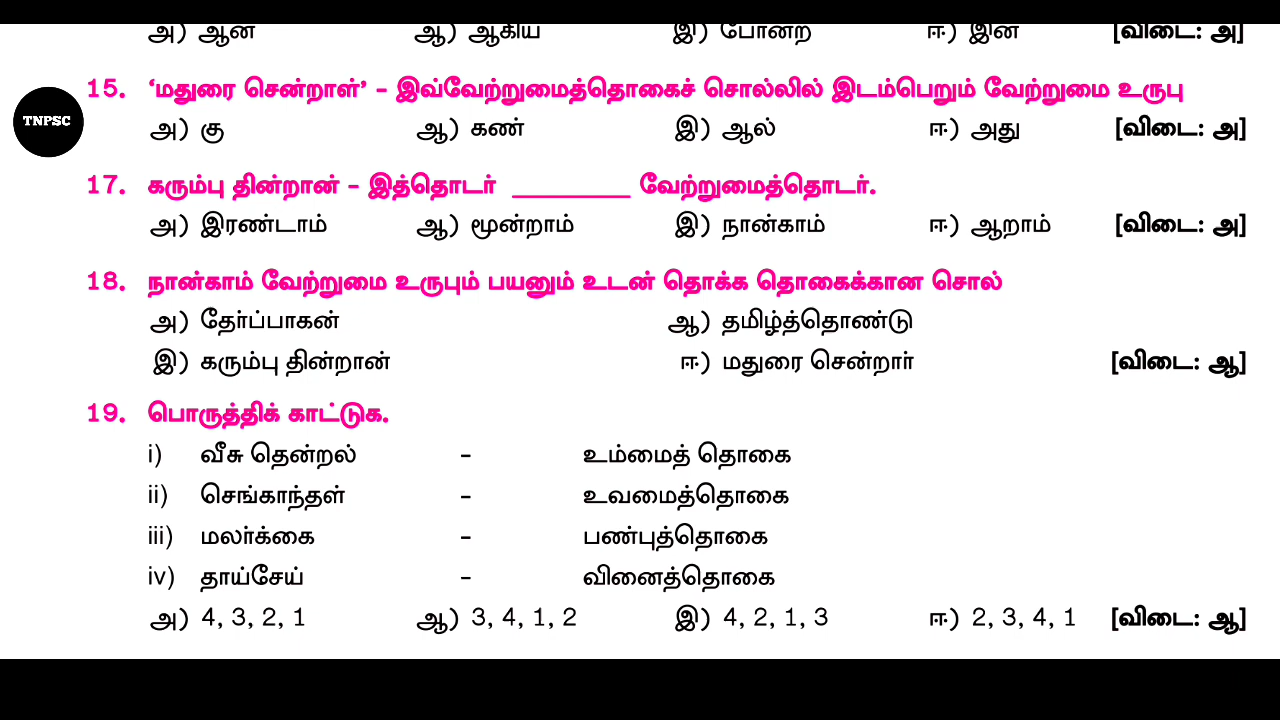 அ) ஆன ஆ) ஆகிய இ) போன்ற ஈ) இன [விடை: அ]
15. ‘மதுரை சென்றாள்’ – இவ்வேற்றுமைத்தொகைச் சொல்லில் இடம்பெறும் வேற்றுமை உருபு
TNPSC
அ) கு ஆ) கண் இ) ஆல் ஈ) அது [விடை: அ]
17. கரும்பு தின்றான் – இத்தொடர் ________ வேற்றுமைத்தொடர்.
அ) இரண்டாம் ஆ) மூன்றாம் இ) நான்காம் ஈ) ஆறாம் [விடை: அ]
18. நான்காம் வேற்றுமை உருபும் பயனும் உடன் தொக்க தொகைக்கான சொல்
அ) தேர்ப்பாகன் ஆ) தமிழ்த்தொண்டு
இ) கரும்பு தின்றான் ஈ) மதுரை சென்றார் [விடை: ஆ]
19. பொருத்திக் காட்டுக.
i) வீசு தென்றல் – உம்மைத் தொகை
ii) செங்காந்தள் – உவமைத்தொகை
iii) மலர்க்கை – பண்புத்தொகை
iv) தாய்சேய் – வினைத்தொகை
அ) 4, 3, 2, 1 ஆ) 3, 4, 1, 2 இ) 4, 2, 1, 3 ஈ) 2, 3, 4, 1 [விடை: ஆ]